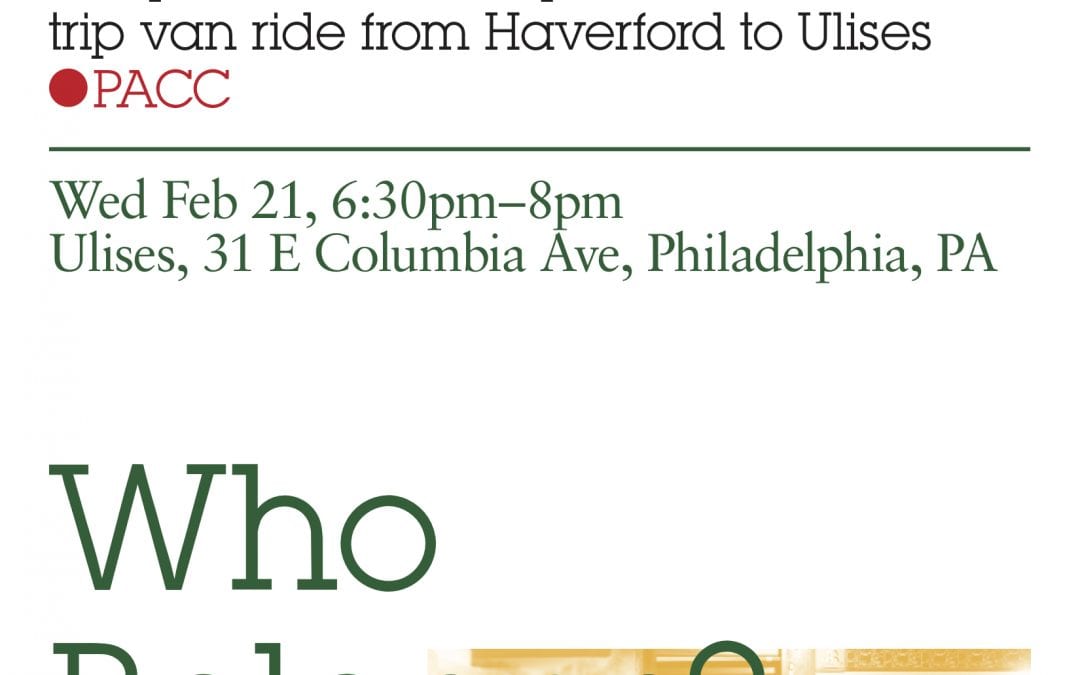 trip van ride from Haverford to Ulises
PACC
Wed Feb 21, 6:30pm–8pm
Ulises, 31 E Columbia Ave, Philadelphia, PA
Who